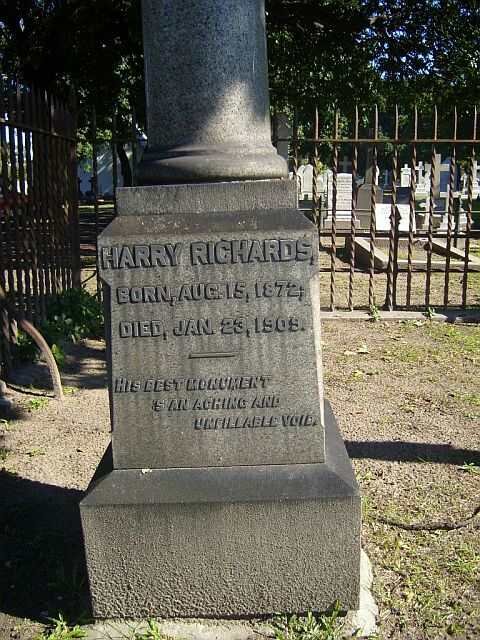 HARRY RICHARDS,
BORN, AUG. 15, 1872,
DIED, JAN. 23, 1909.
HIS BEST MONUMENT
IS AN ACHING AND
UNFILLABLE VOID.